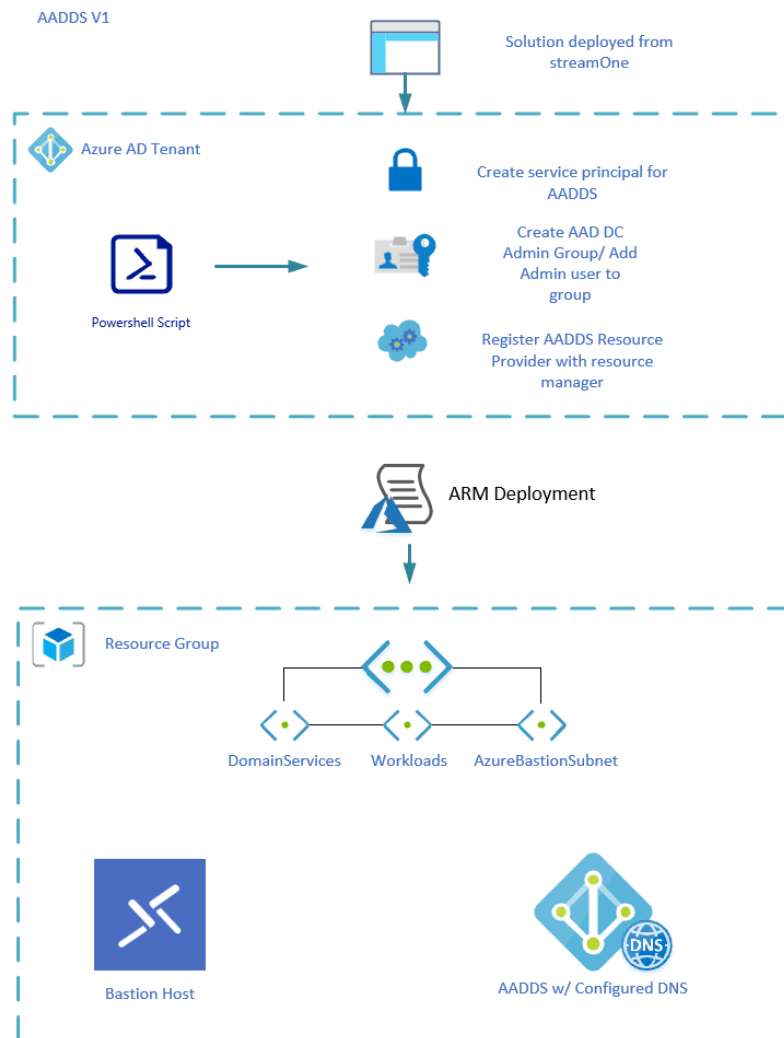 AADDS V1
Solution deployed from
streamOne
Azure AD Tenant
Create service principal for
AADDS
Powershell Script
Create AAD DC
Admin Group/ Add
Admin user to
group
Register AADDS Resource
Provider with resource
manager
ARM Deployment
Resource Group
DomainServices
Workloads
AzureBastionSubnet
Bastion Host
DNS
AADDS w/ Configured DNS